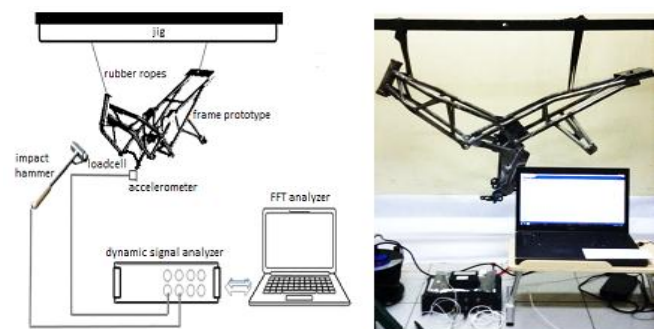 jig
rubber ropes
frame prototype
impact
hammer
loadcell
accelerometer
FFT analyzer
dynamic signal analyzer